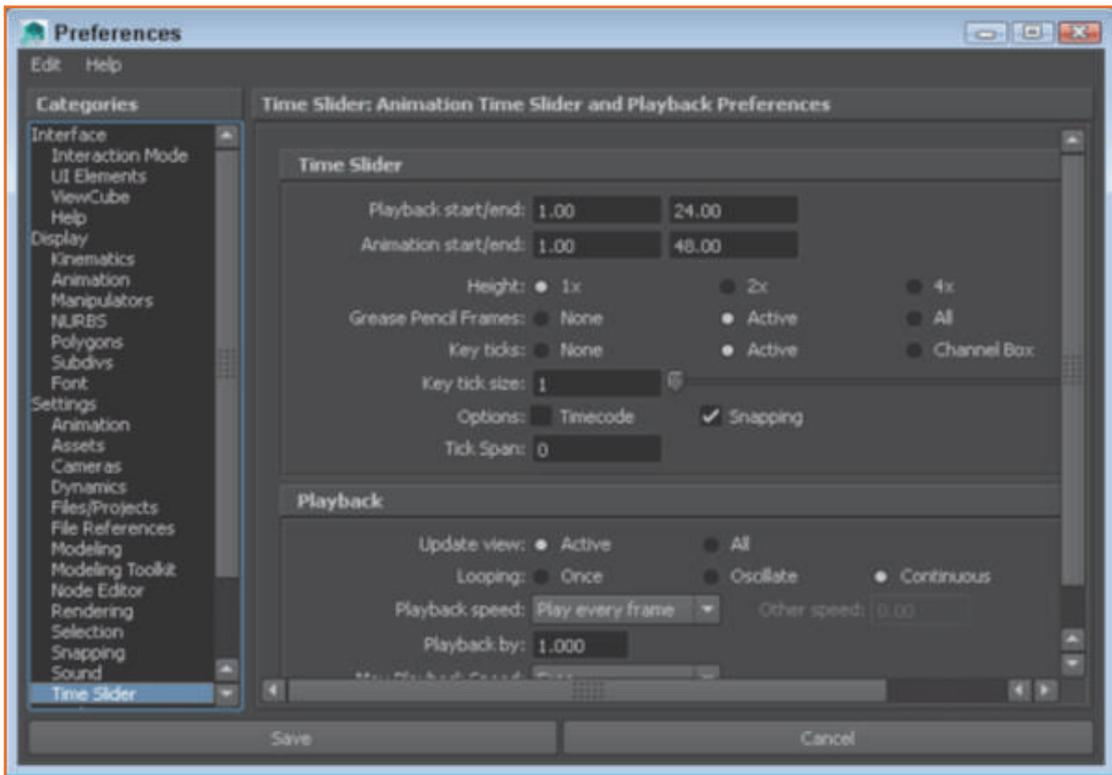 Preferences
Edit Help
Categories
Interface
Interaction Mode
UI Elements
ViewCube
Help
Display
Kinematics
Animation
Manipulators
NURBS
Polygons
Subdivs
Font
Settings
Animation
Assets
Cameras
Dynamics
Files/Projects
File References
Modeling
Modeling Toolkit
Node Editor
Rendering
Selection
Snapping
Sound
Time Slider
Time Slider: Animation Time Slider and Playback Preferences
Time Slider
Playback start/end: 1.00 24.00
Animation start/end: 1.00 48.00
Height: 1x 2x 4x
Grease Pencil Frames: None Active All
Key ticks: None Active Channel Box
Key tick size: 1
Options: Timecode Snapping
Tick Span: 0
Playback
Update view: Active All
Looping: Once Oscillate Continuous
Playback speed: Play every frame Other speed: 0.00
Playback by: 1.000
Max Playback Speed:
Save Cancel